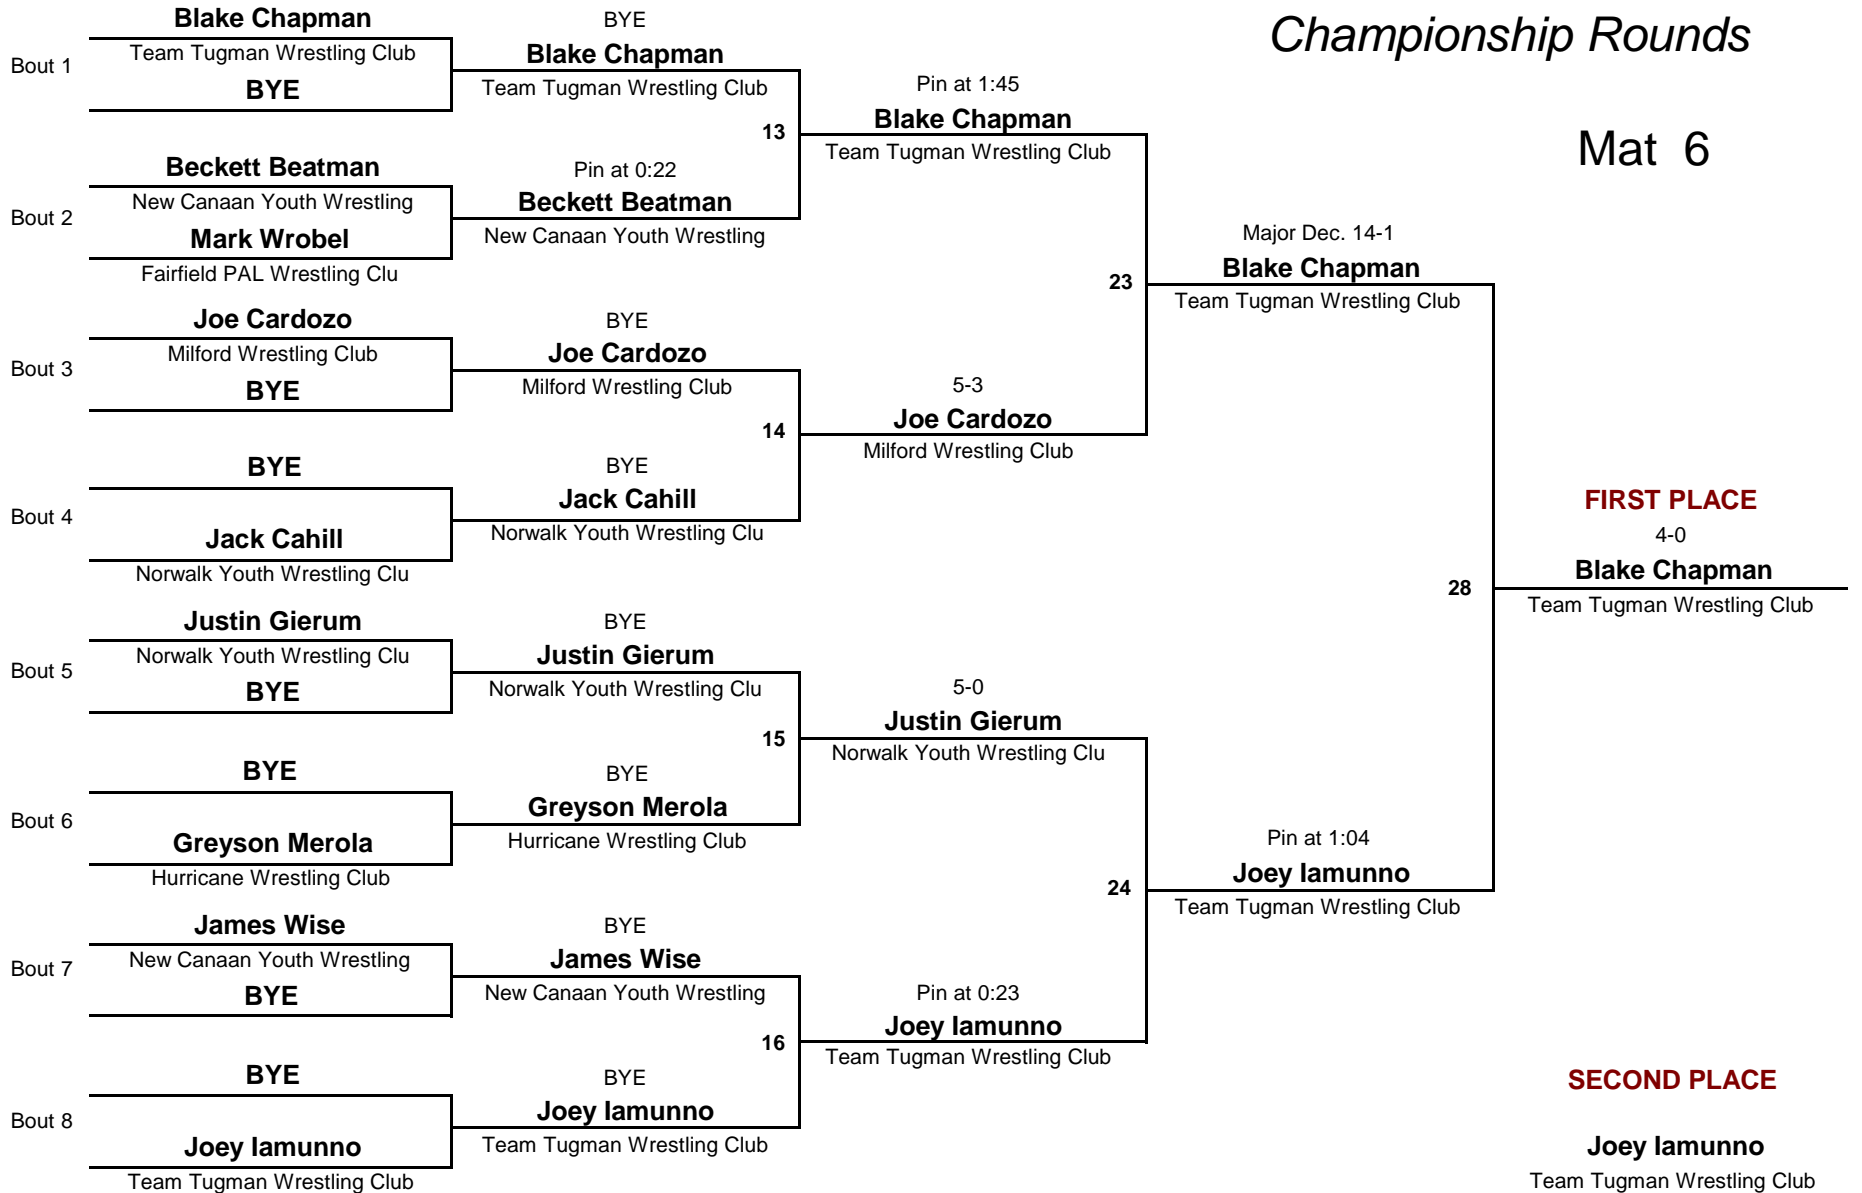 Championship Rounds
Mat 6
Bout 1
Blake Chapman
Team Tugman Wrestling Club
BYE
Bout 2
Beckett Beatman
New Canaan Youth Wrestling
Mark Wrobel
Fairfield PAL Wrestling Clu
Bout 3
Joe Cardozo
Milford Wrestling Club
BYE
Bout 4
BYE
Jack Cahill
Norwalk Youth Wrestling Clu
Bout 5
Justin Gierum
Norwalk Youth Wrestling Clu
BYE
Bout 6
BYE
Greyson Merola
Hurricane Wrestling Club
Bout 7
James Wise
New Canaan Youth Wrestling
BYE
Bout 8
BYE
Joey Iamunno
Team Tugman Wrestling Club
BYE
Blake Chapman
Team Tugman Wrestling Club
13
Pin at 0:22
Beckett Beatman
New Canaan Youth Wrestling
BYE
Joe Cardozo
Milford Wrestling Club
14
BYE
Jack Cahill
Norwalk Youth Wrestling Clu
BYE
Justin Gierum
Norwalk Youth Wrestling Clu
15
BYE
Greyson Merola
Hurricane Wrestling Club
BYE
James Wise
New Canaan Youth Wrestling
16
BYE
Joey Iamunno
Team Tugman Wrestling Club
Pin at 1:45
Blake Chapman
Team Tugman Wrestling Club
23
5-3
Joe Cardozo
Milford Wrestling Club
5-0
Justin Gierum
Norwalk Youth Wrestling Clu
24
Pin at 0:23
Joey Iamunno
Team Tugman Wrestling Club
Major Dec. 14-1
Blake Chapman
Team Tugman Wrestling Club
28
Pin at 1:04
Joey Iamunno
Team Tugman Wrestling Club
FIRST PLACE
4-0
Blake Chapman
Team Tugman Wrestling Club
SECOND PLACE
Joey Iamunno
Team Tugman Wrestling Club